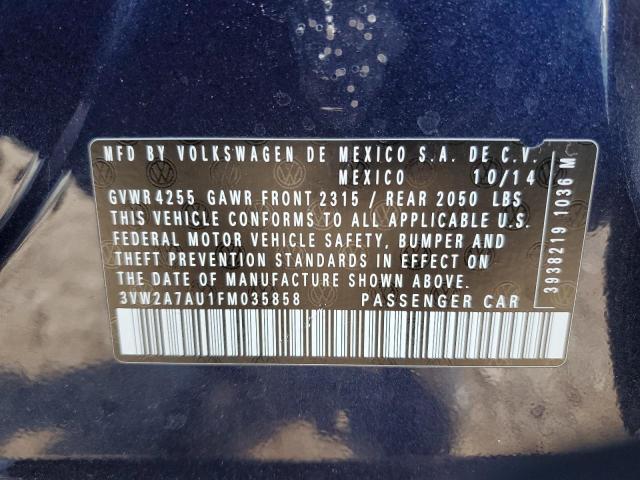 MFD BY VOLKSWAGEN DE MEXICO S.A. DE C.V.
MEXICO 10/14
GVWR 4255 GAWR FRONT 2315 / REAR 2050 LBS
THIS VEHICLE CONFORMS TO ALL APPLICABLE U.S.
FEDERAL MOTOR VEHICLE SAFETY, BUMPER AND
THEFT PREVENTION STANDARDS IN EFFECT ON
THE DATE OF MANUFACTURE SHOWN ABOVE.
3VW2A7AU1FM035858 PASSENGER CAR
3938219 1036 M